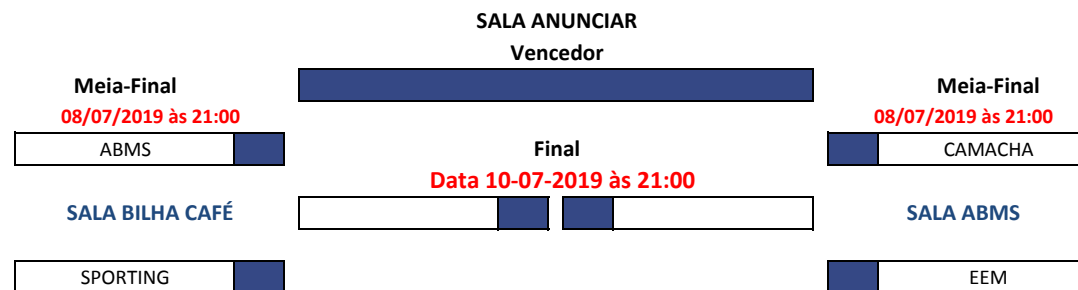 SALA ANUNCIAR
Vencedor
Meia-Final
08/07/2019 às 21:00
ABMS
SALA BILHA CAFÉ
SPORTING
Final
Data 10-07-2019 às 21:00
Meia-Final
08/07/2019 às 21:00
CAMACHA
SALA ABMS
EEM